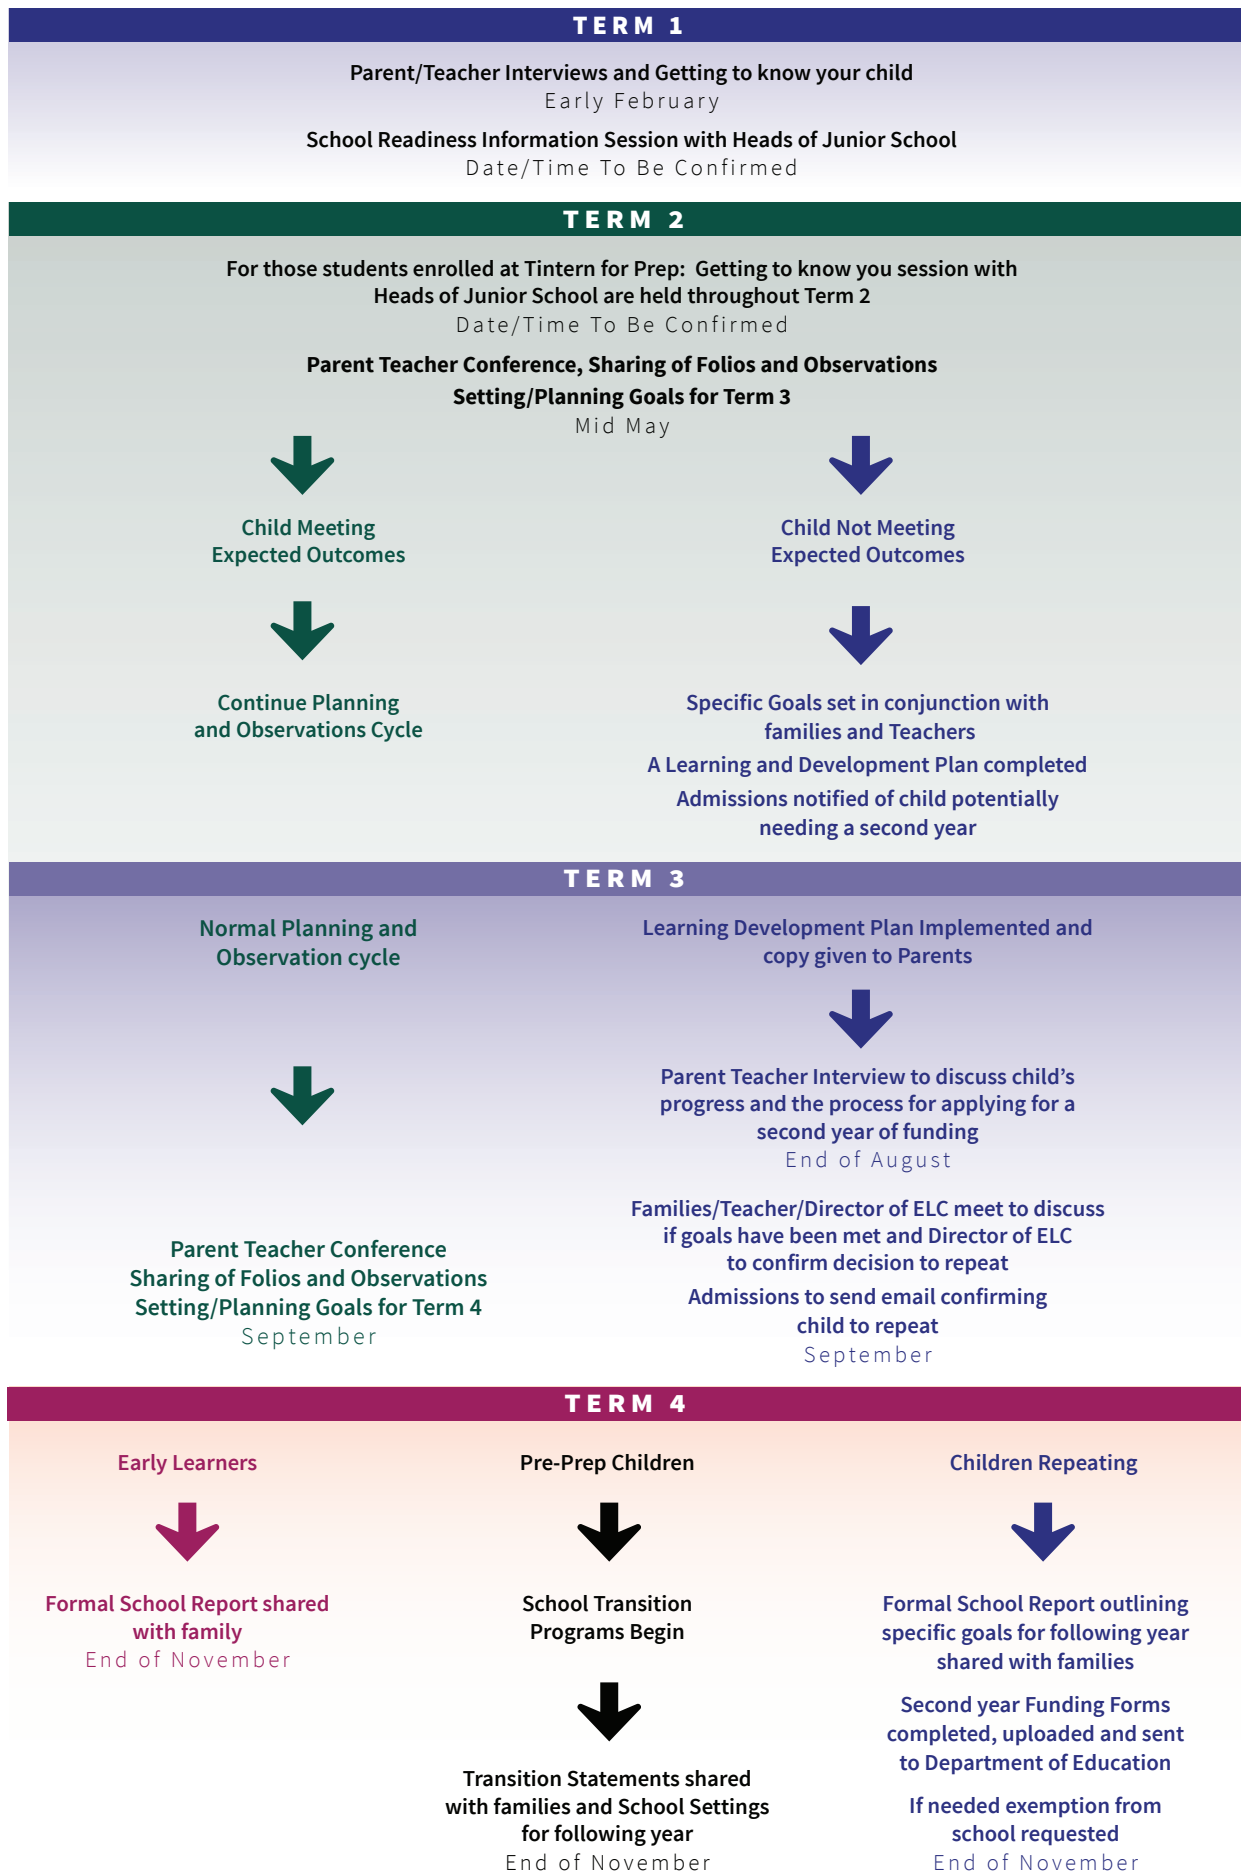 TERM 1
Parent/Teacher Interviews and Getting to know your child
Early February
School Readiness Information Session with Heads of Junior School
Date/Time To Be Confirmed
TERM 2
For those students enrolled at Tintern for Prep:  Getting to know you session with
Heads of Junior School are held throughout Term 2
Date/Time To Be Confirmed
Parent Teacher Conference, Sharing of Folios and Observations
Setting/Planning Goals for Term 3
Mid May
Child Meeting
Expected Outcomes
Continue Planning
and Observations Cycle
Child Not Meeting
Expected Outcomes
Specific Goals set in conjunction with
families and Teachers
A Learning and Development Plan completed
Admissions notified of child potentially
needing a second year
TERM 3
Normal Planning and
Observation cycle
Parent Teacher Conference
Sharing of Folios and Observations
Setting/Planning Goals for Term 4
September
Learning Development Plan Implemented and
copy given to Parents
Parent Teacher Interview to discuss child’s
progress and the process for applying for a
second year of funding
End of August
Families/Teacher/Director of ELC meet to discuss
if goals have been met and Director of ELC
to confirm decision to repeat
Admissions to send email confirming
child to repeat
September
TERM 4
Early Learners
Formal School Report shared
with family
End of November
Pre-Prep Children
School Transition
Programs Begin
Transition Statements shared
with families and School Settings
for following year
End of November
Children Repeating
Formal School Report outlining
specific goals for following year
shared with families
Second year Funding Forms
completed, uploaded and sent
to Department of Education
If needed exemption from
school requested
End of November